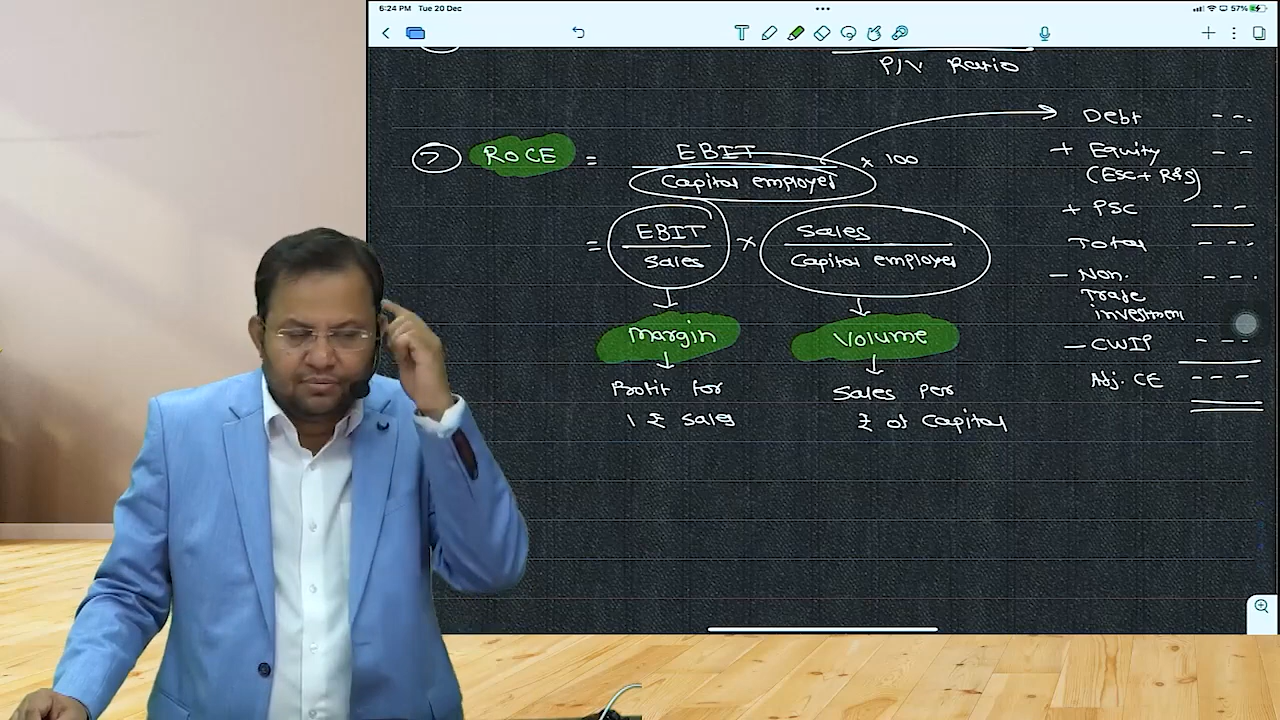 6:24 PM Tue 20 Dec
57%
P/V Ratio
7 ROCE = EBIT × 100
Capital employed
= EBIT × Sales
Sales Capital employed
Margin Volume
Profit for Sales per
1 ₹ Sales ₹ of Capital
Debt - - .
+ Equity - -
(ESC + R&S)
+ PSC - -
Total - - -
- Non. - - -
Trade
investment
- CWIP - - -
Adj. CE - - -